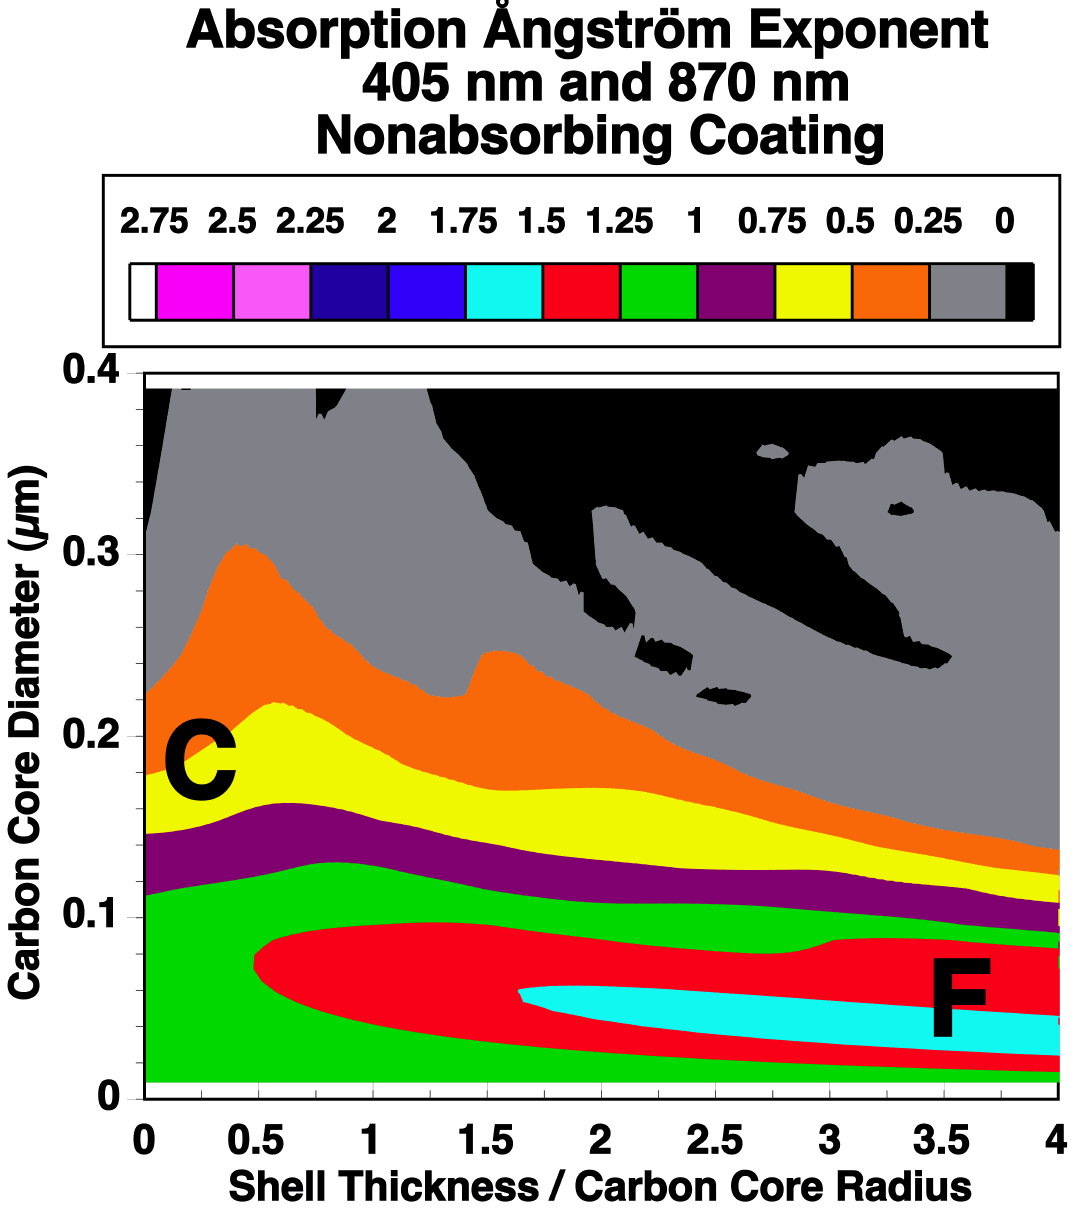 Absorption Ångström Exponent
405 nm and 870 nm
Nonabsorbing Coating
2.75 2.5 2.25 2 1.75 1.5 1.25 1 0.75 0.5 0.25 0
0.4
0.3
0.2
0.1
0
Carbon Core Diameter (μm)
C
F
0 0.5 1 1.5 2 2.5 3 3.5 4
Shell Thickness / Carbon Core Radius